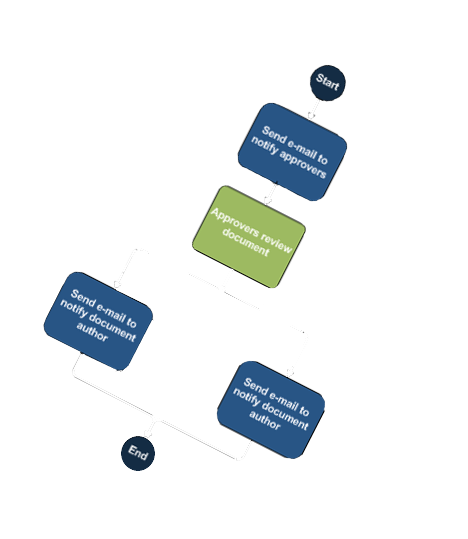 Start
Send e-mail to
notify approvers
Approvers review
document
Send e-mail to
notify document
author
Send e-mail to
notify document
author
End